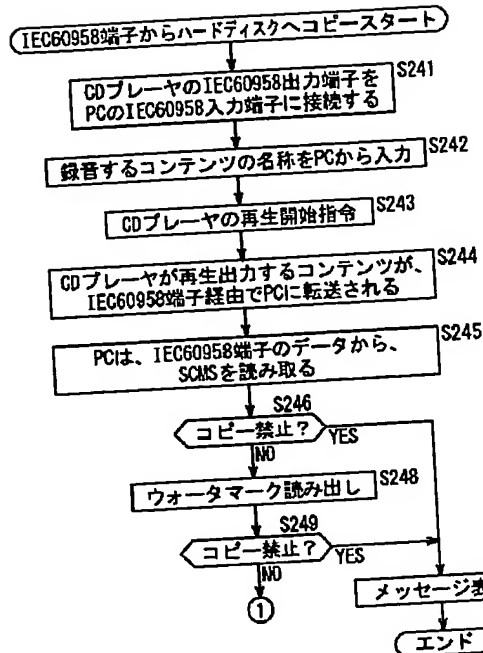 IEC60958端子からハードディスクへコピースタート
CDプレーヤのIEC60958出力端子を
PCのIEC60958入力端子に接続する
S241
録音するコンテンツの名称をPCから入力
S242
CDプレーヤの再生開始指令
S243
CDプレーヤが再生出力するコンテンツが、
IEC60958端子経由でPCに転送される
S244
PCは、IEC60958端子のデータから、
SCMSを読み取る
S245
S246
コピー禁止?
YES
NO
ウォータマーク読み出し
S248
S249
コピー禁止?
YES
NO
①
メッセージ表
エンド